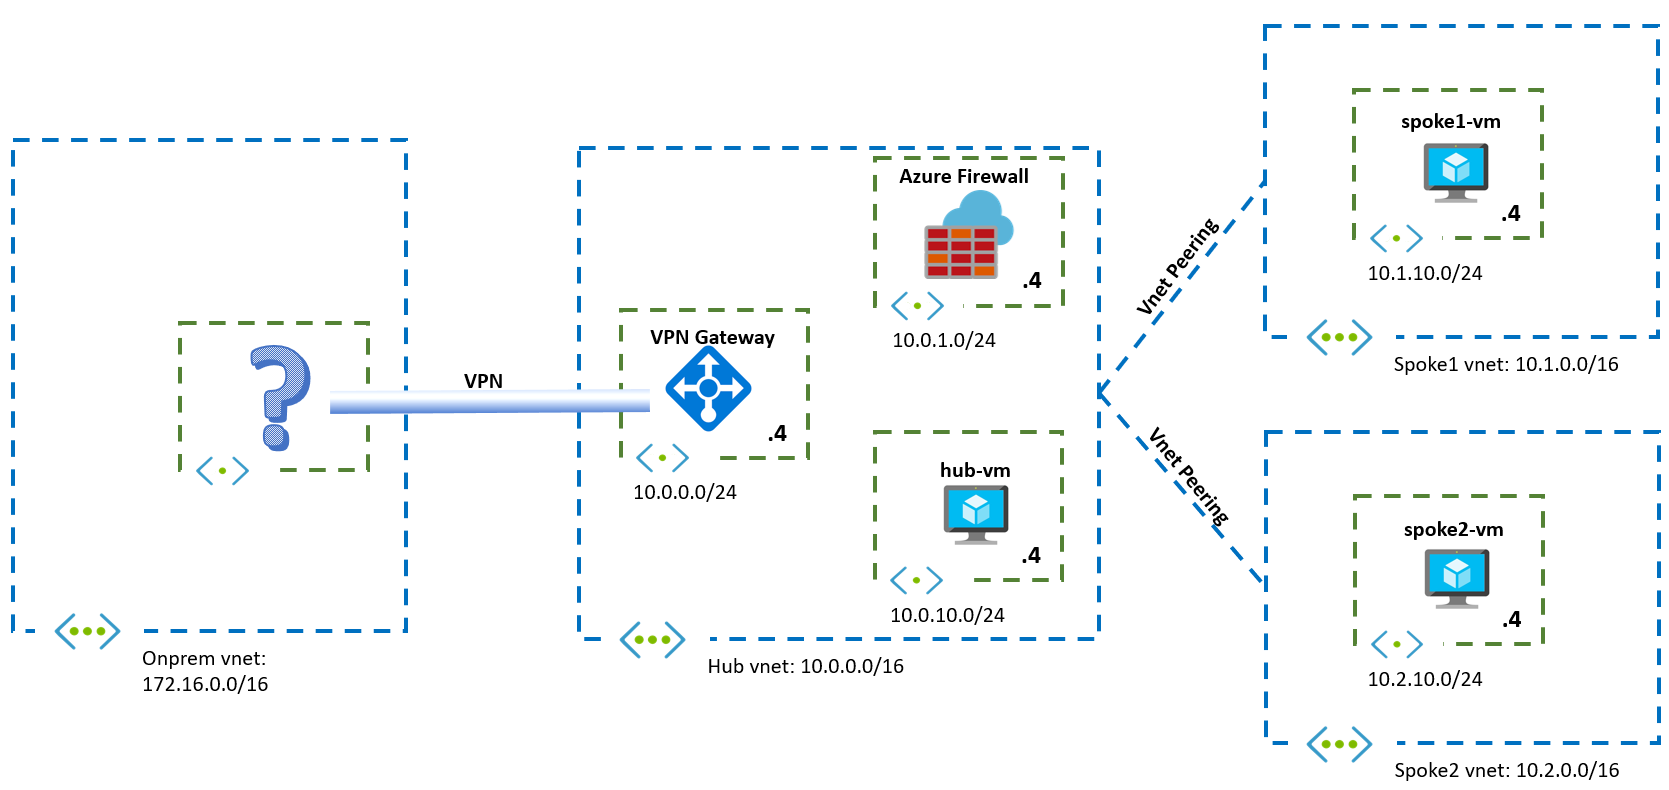 VPN
Onprem vnet:
172.16.0.0/16
VPN Gateway
.4
10.0.0.0/24
Azure Firewall
.4
10.0.1.0/24
hub-vm
.4
10.0.10.0/24
Hub vnet: 10.0.0.0/16
Vnet Peering
Vnet Peering
spoke1-vm
.4
10.1.10.0/24
Spoke1 vnet: 10.1.0.0/16
spoke2-vm
.4
10.2.10.0/24
Spoke2 vnet: 10.2.0.0/16